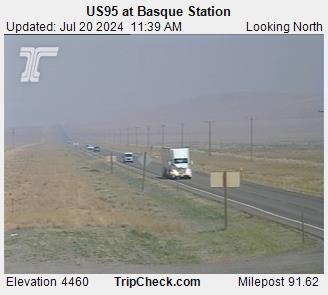 US95 at Basque Station
Updated: Jul 20 2024 11:39 AM Looking North
Elevation 4460 TripCheck.com Milepost 91.62